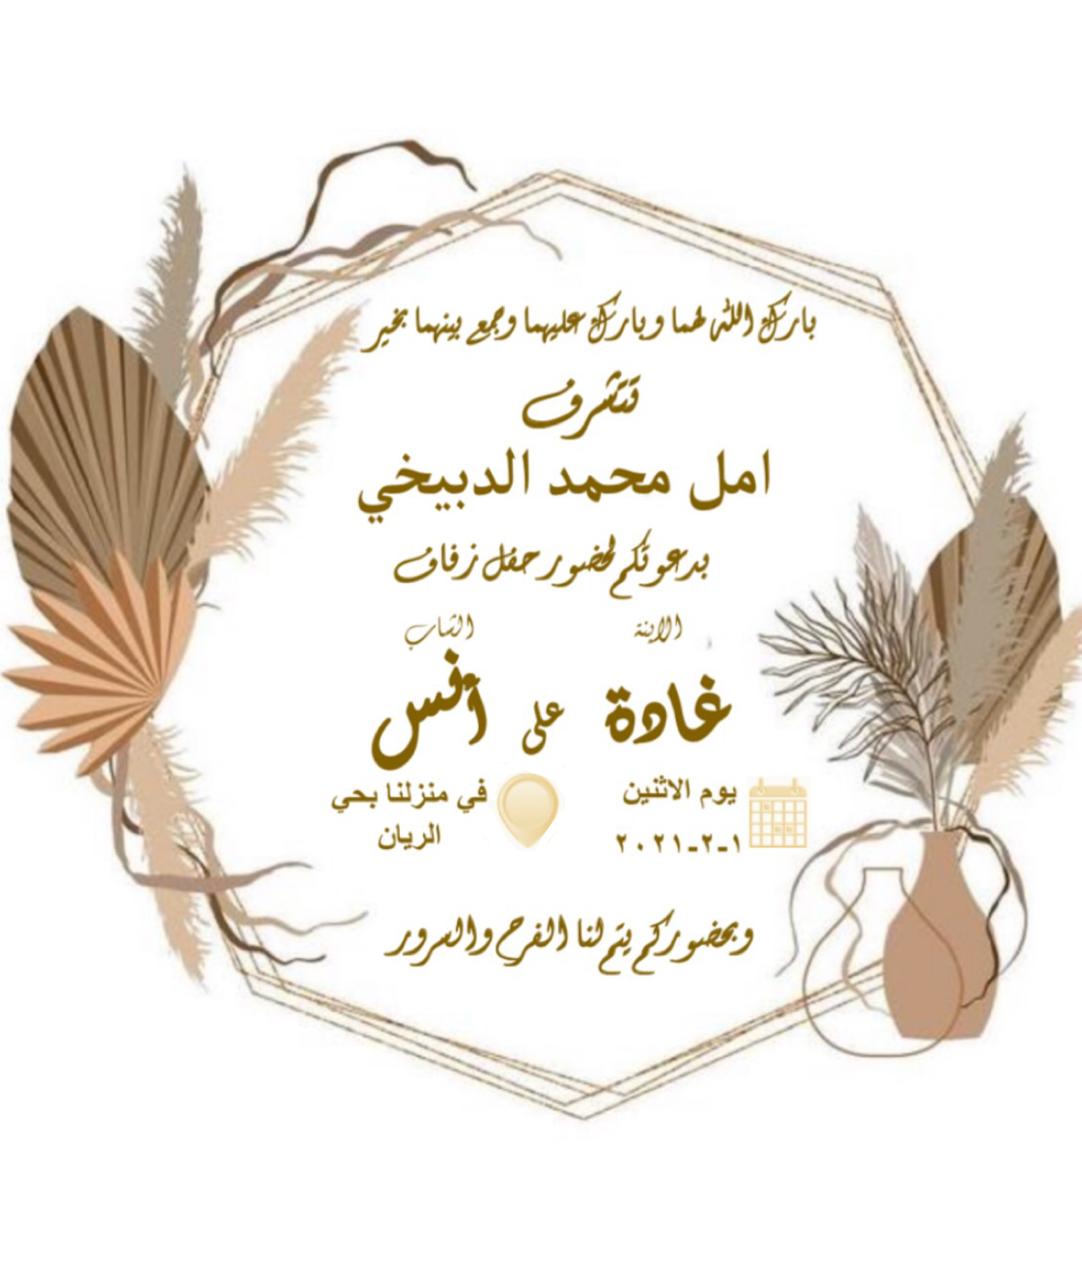 بارك الله لهما وبارك عليهما وجمع بينهما بخير
تتشرف
امل محمد الدبيخي
بدعوتكم لحضور حفل زفاف
الابنة الشاب
غادة على أنس
يوم الاثنين
١-٢-٢٠٢١
في منزلنا بحي
الريان
وبحضوركم يتم لنا الفرح والسرور